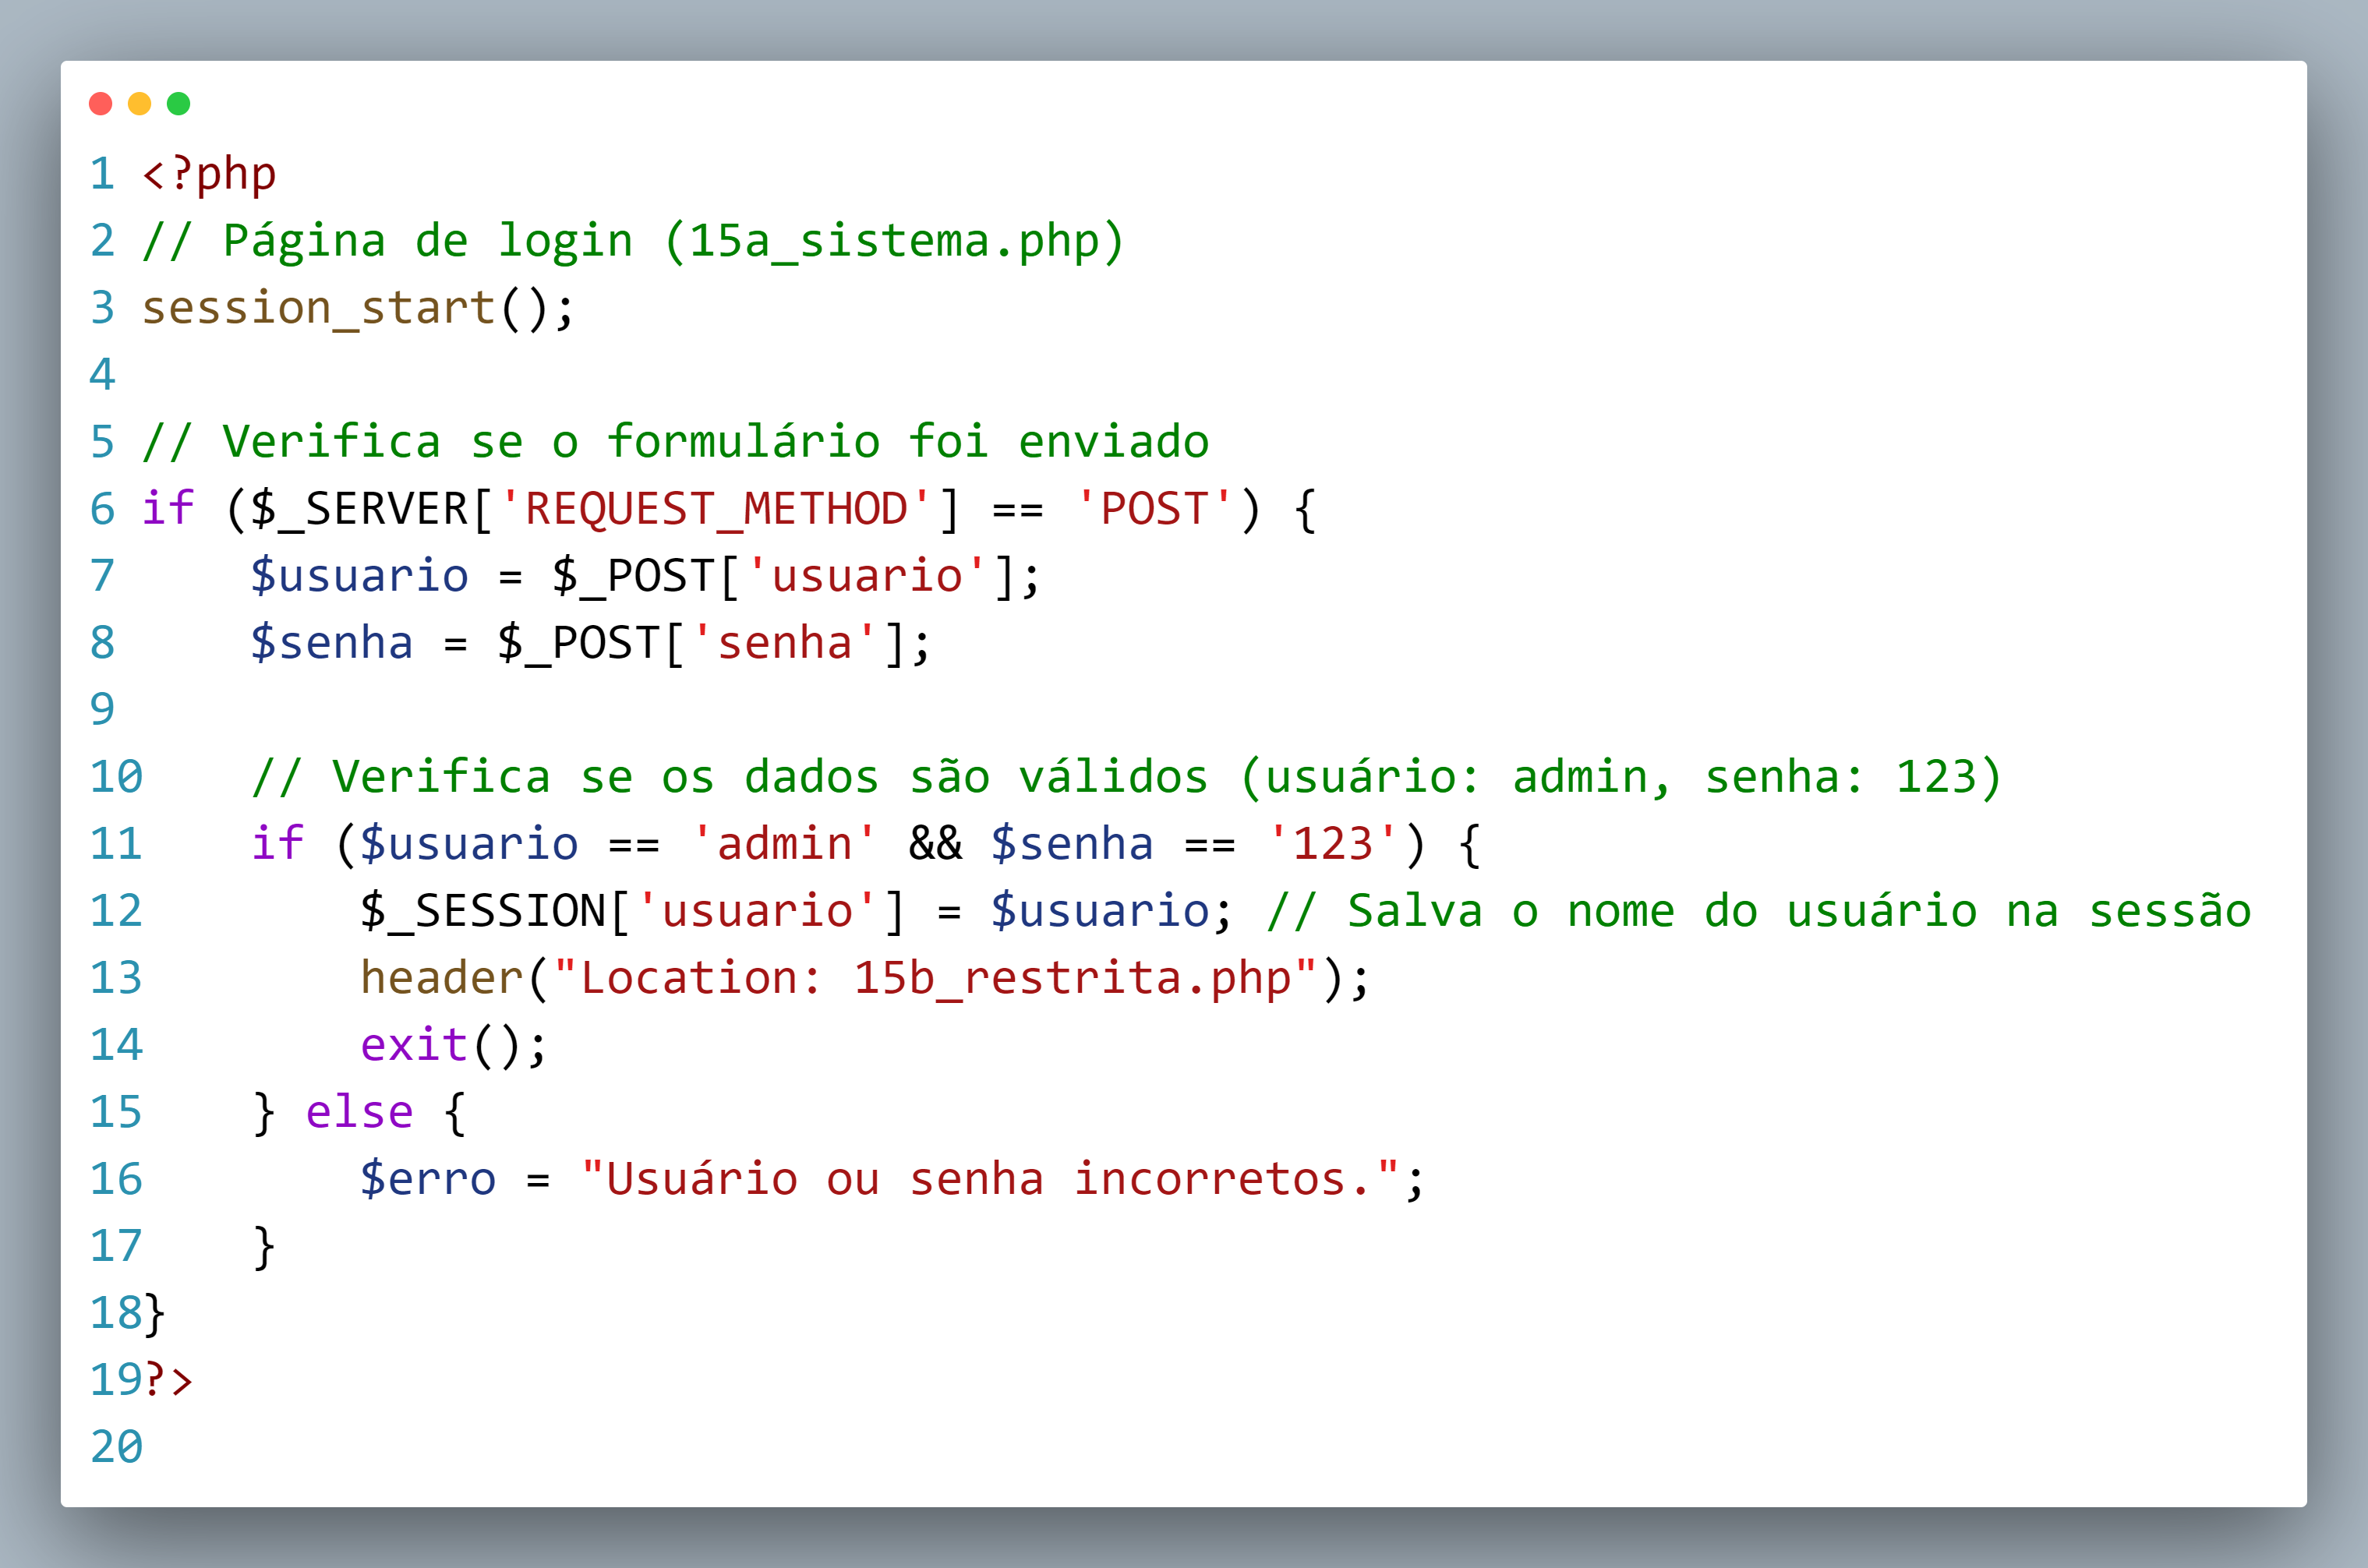 1 <?php
2 // Página de login (15a_sistema.php)
3 session_start();
4
5 // Verifica se o formulário foi enviado
6 if ($_SERVER['REQUEST_METHOD'] == 'POST') {
7     $usuario = $_POST['usuario'];
8     $senha = $_POST['senha'];
9
10    // Verifica se os dados são válidos (usuário: admin, senha: 123)
11    if ($usuario == 'admin' && $senha == '123') {
12        $_SESSION['usuario'] = $usuario; // Salva o nome do usuário na sessão
13        header("Location: 15b_restrita.php");
14        exit();
15    } else {
16        $erro = "Usuário ou senha incorretos.";
17    }
18}
19?>
20